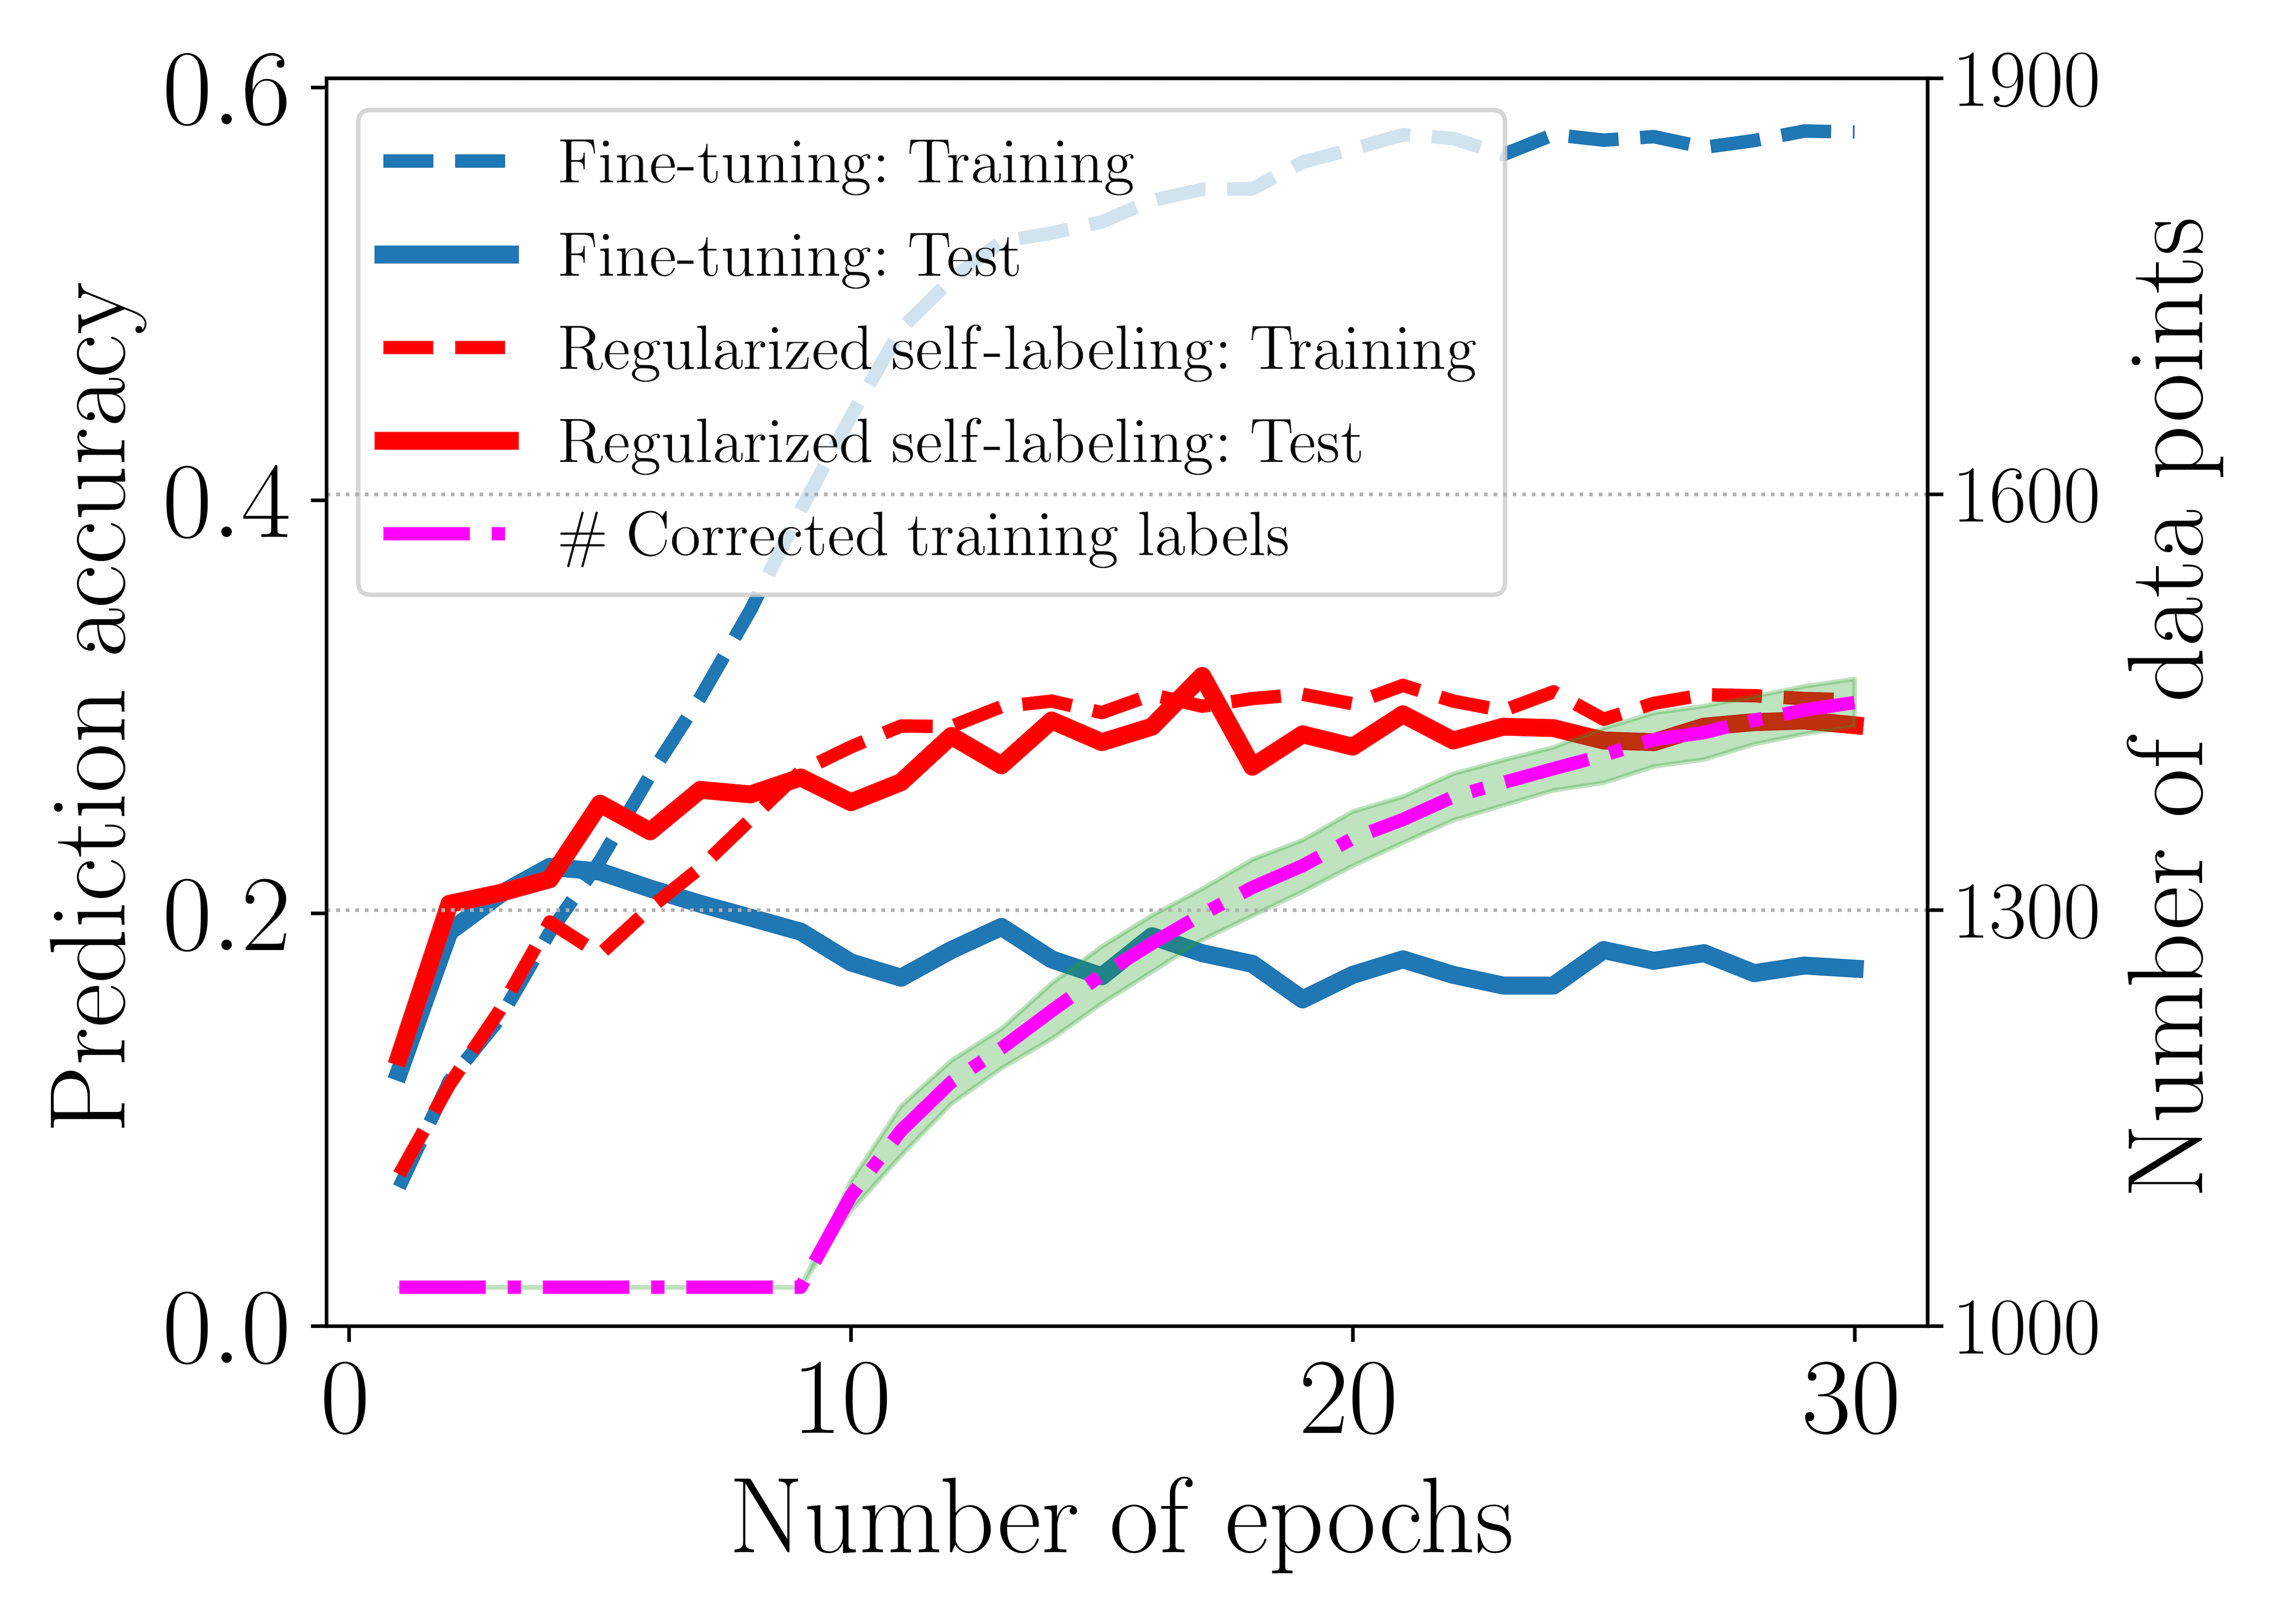 0.6
0.4
0.2
0.0
Prediction accuracy
Fine-tuning: Training
Fine-tuning: Test
Regularized self-labeling: Training
Regularized self-labeling: Test
# Corrected training labels
1900
1600
1300
1000
Number of data points
0 10 20 30
Number of epochs